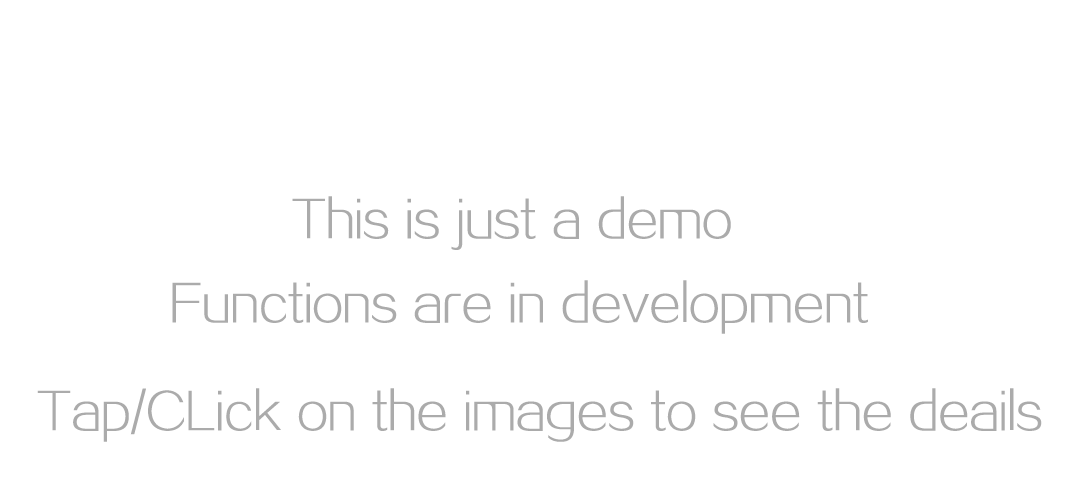 This is just a demo
Functions are in development
Tap/CLick on the images to see the deails